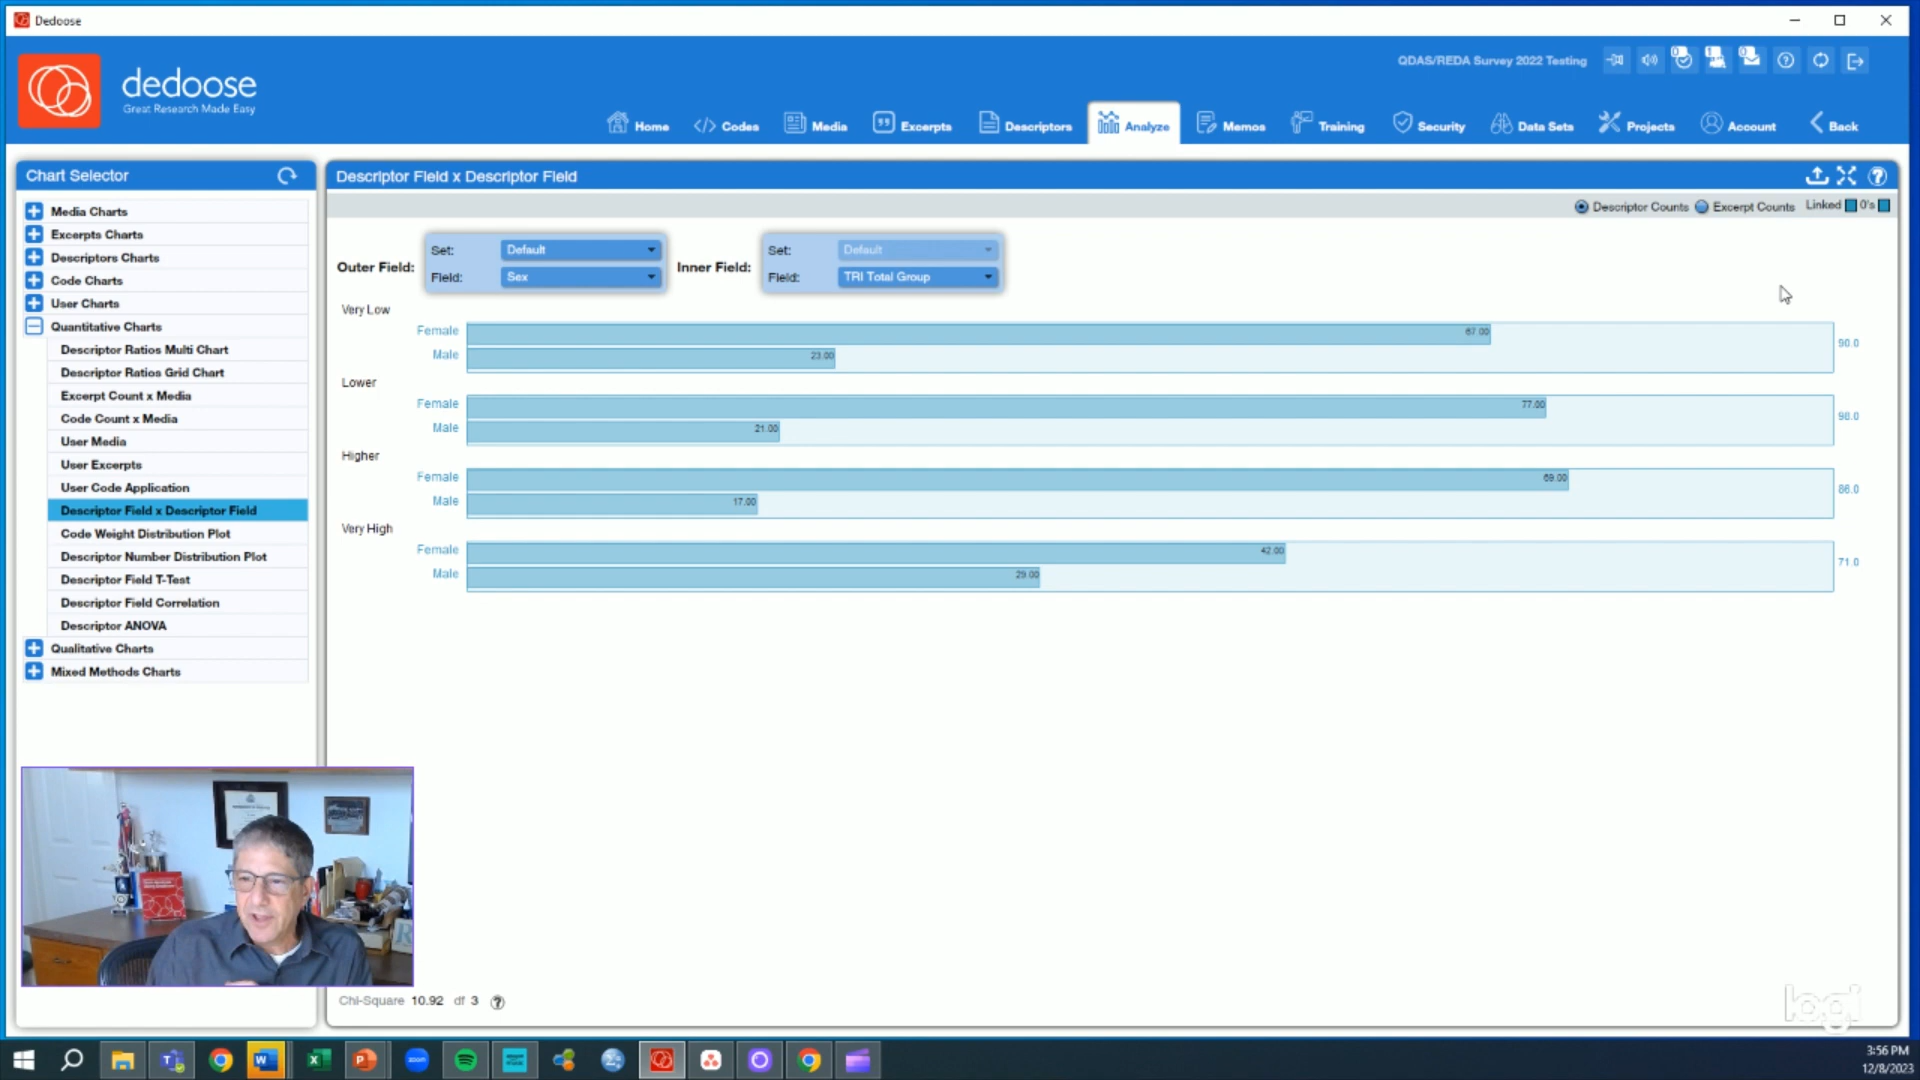 Dedoose
dedoose
Great Research Made Easy
QDAS/REDA Survey 2022 Testing
Home
Codes
Media
Excerpts
Descriptors
Analyze
Memos
Training
Security
Data Sets
Projects
Account
Back
Chart Selector
Media Charts
Excerpts Charts
Descriptors Charts
Code Charts
User Charts
Quantitative Charts
Descriptor Ratios Multi Chart
Descriptor Ratios Grid Chart
Excerpt Count x Media
Code Count x Media
User Media
User Excerpts
User Code Application
Descriptor Field x Descriptor Field
Code Weight Distribution Plot
Descriptor Number Distribution Plot
Descriptor Field T-Test
Descriptor Field Correlation
Descriptor ANOVA
Qualitative Charts
Mixed Methods Charts
Descriptor Field x Descriptor Field
Descriptor Counts Excerpt Counts Linked 0's
Outer Field: Set: Default
Field: Sex
Inner Field: Set: Default
Field: TRI Total Group
Very Low
Female 67.00
Male 23.00
90.0
Lower
Female 77.00
Male 21.00
98.0
Higher
Female 69.00
Male 17.00
86.0
Very High
Female 42.00
Male 29.00
71.0
Chi-Square 10.92 df 3
logi
zoom
3:56 PM
12/8/2023